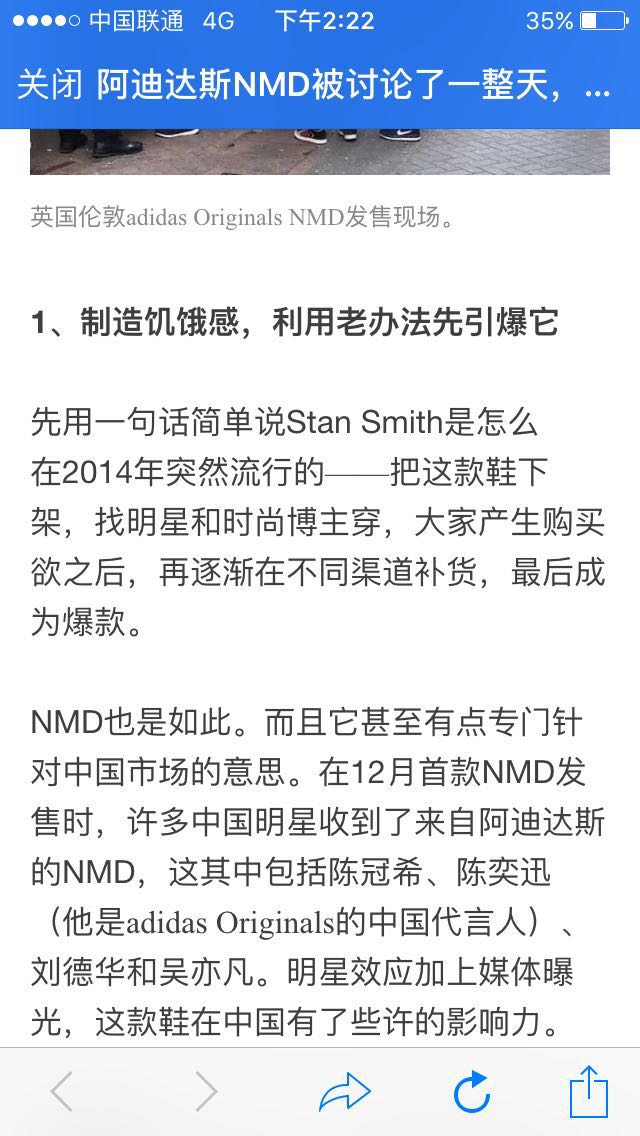 中国联通 4G 下午2:22 35%
关闭 阿迪达斯NMD被讨论了一整天，...
英国伦敦adidas Originals NMD发售现场。
1、制造饥饿感，利用老办法先引爆它
先用一句话简单说Stan Smith是怎么
在2014年突然流行的——把这款鞋下
架，找明星和时尚博主穿，大家产生购买
欲之后，再逐渐在不同渠道补货，最后成
为爆款。
NMD也是如此。而且它甚至有点专门针
对中国市场的意思。在12月首款NMD发
售时，许多中国明星收到了来自阿迪达斯
的NMD，这其中包括陈冠希、陈奕迅
（他是adidas Originals的中国代言人）、
刘德华和吴亦凡。明星效应加上媒体曝
光，这款鞋在中国有了些许的影响力。